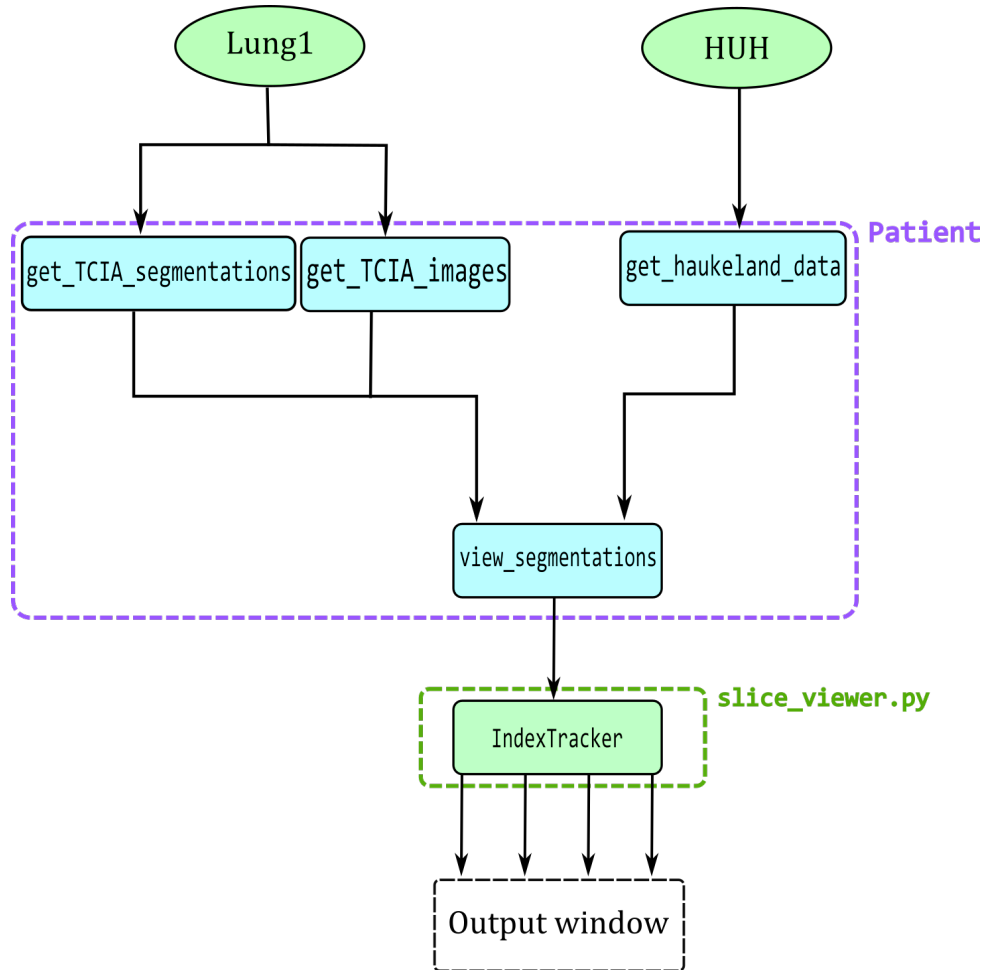 Lung1
HUH
Patient
get_TCIA_segmentations
get_TCIA_images
get_haukeland_data
view_segmentations
slice_viewer.py
IndexTracker
Output window